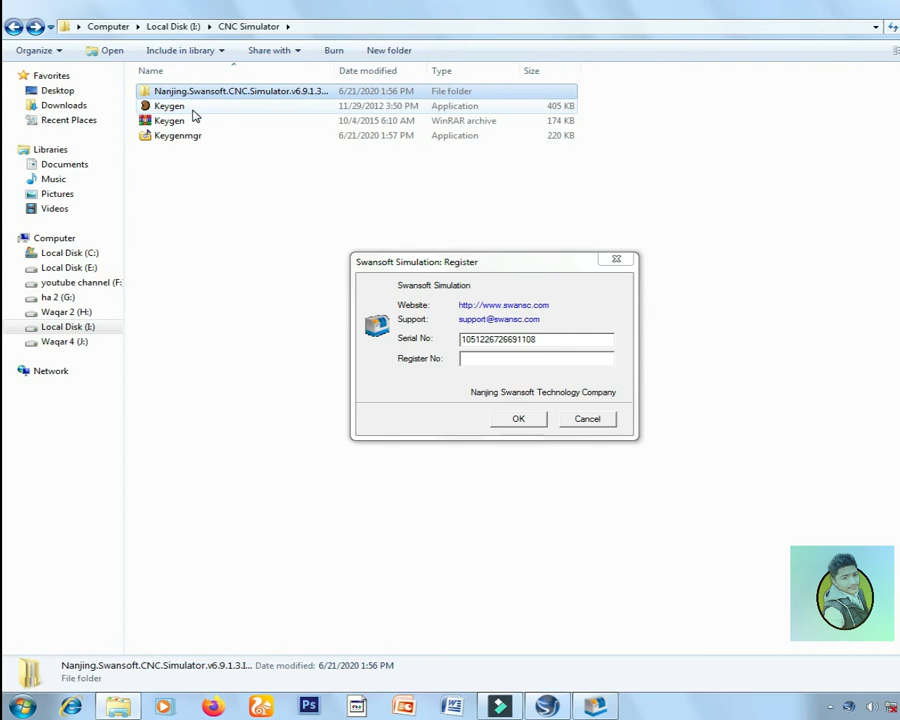 Computer ▸ Local Disk (I:) ▸ CNC Simulator ▸
Organize Open Include in library Share with Burn New folder
Name Date modified Type Size
Favorites
Desktop
Downloads
Recent Places
Libraries
Documents
Music
Pictures
Videos
Computer
Local Disk (C:)
Local Disk (E:)
youtube channel (F:
ha 2 (G:)
Waqar 2 (H:)
Local Disk (I:)
Waqar 4 (J:)
Network
Nanjing.Swansoft.CNC.Simulator.v6.9.1.3... 6/21/2020 1:56 PM File folder
Keygen 11/29/2012 3:50 PM Application 405 KB
Keygen 10/4/2015 6:10 AM WinRAR archive 174 KB
Keygenmgr 6/21/2020 1:57 PM Application 220 KB
Swansoft Simulation: Register
Swansoft Simulation
Website: http://www.swansc.com
Support: support@swansc.com
Serial No: 1051226726691108
Register No:
Nanjing Swansoft Technology Company
OK Cancel
Nanjing.Swansoft.CNC.Simulator.v6.9.1.3.I... Date modified: 6/21/2020 1:56 PM
File folder
Ps